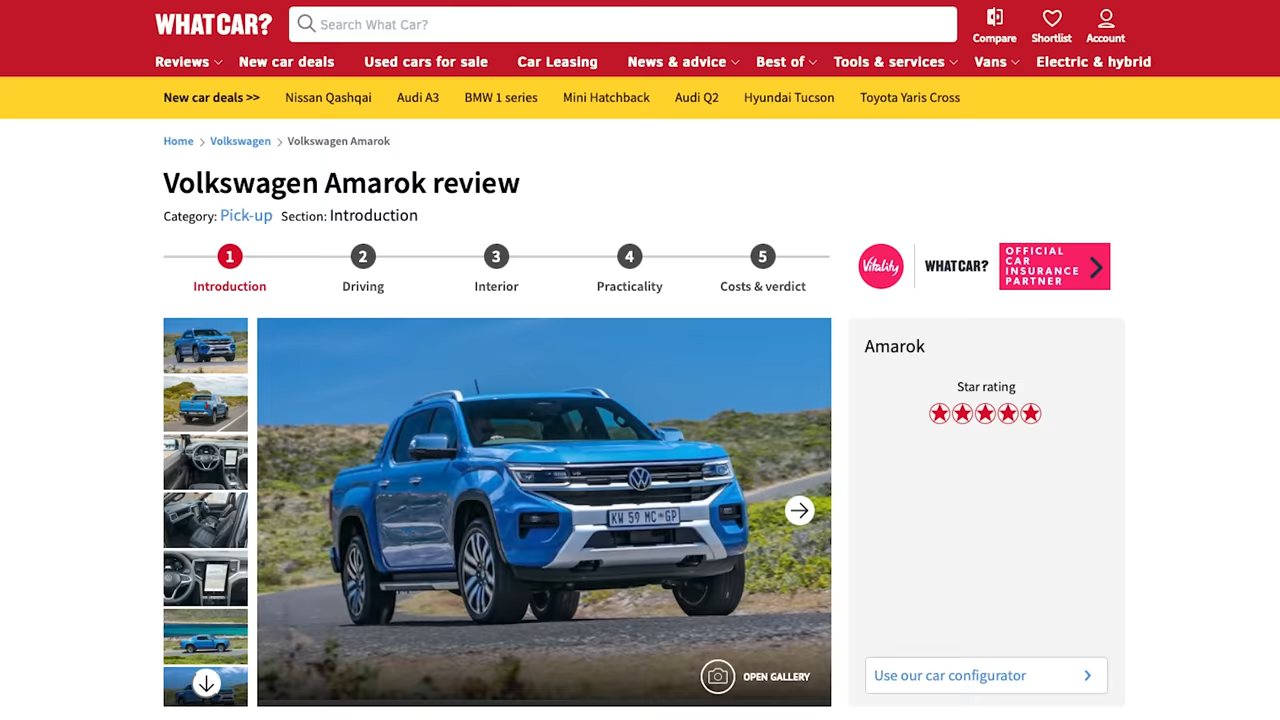 WHAT CAR?
Search What Car?
Compare
Shortlist
Account
Reviews
New car deals
Used cars for sale
Car Leasing
News & advice
Best of
Tools & services
Vans
Electric & hybrid
New car deals >>
Nissan Qashqai
Audi A3
BMW 1 series
Mini Hatchback
Audi Q2
Hyundai Tucson
Toyota Yaris Cross
Home
Volkswagen
Volkswagen Amarok
Volkswagen Amarok review
Category: Pick-up Section: Introduction
1
2
3
4
5
Introduction
Driving
Interior
Practicality
Costs & verdict
Vitality
WHAT CAR?
OFFICIAL
CAR
INSURANCE
PARTNER
Amarok
Star rating
KW 59 MC*GP
OPEN GALLERY
Use our car configurator